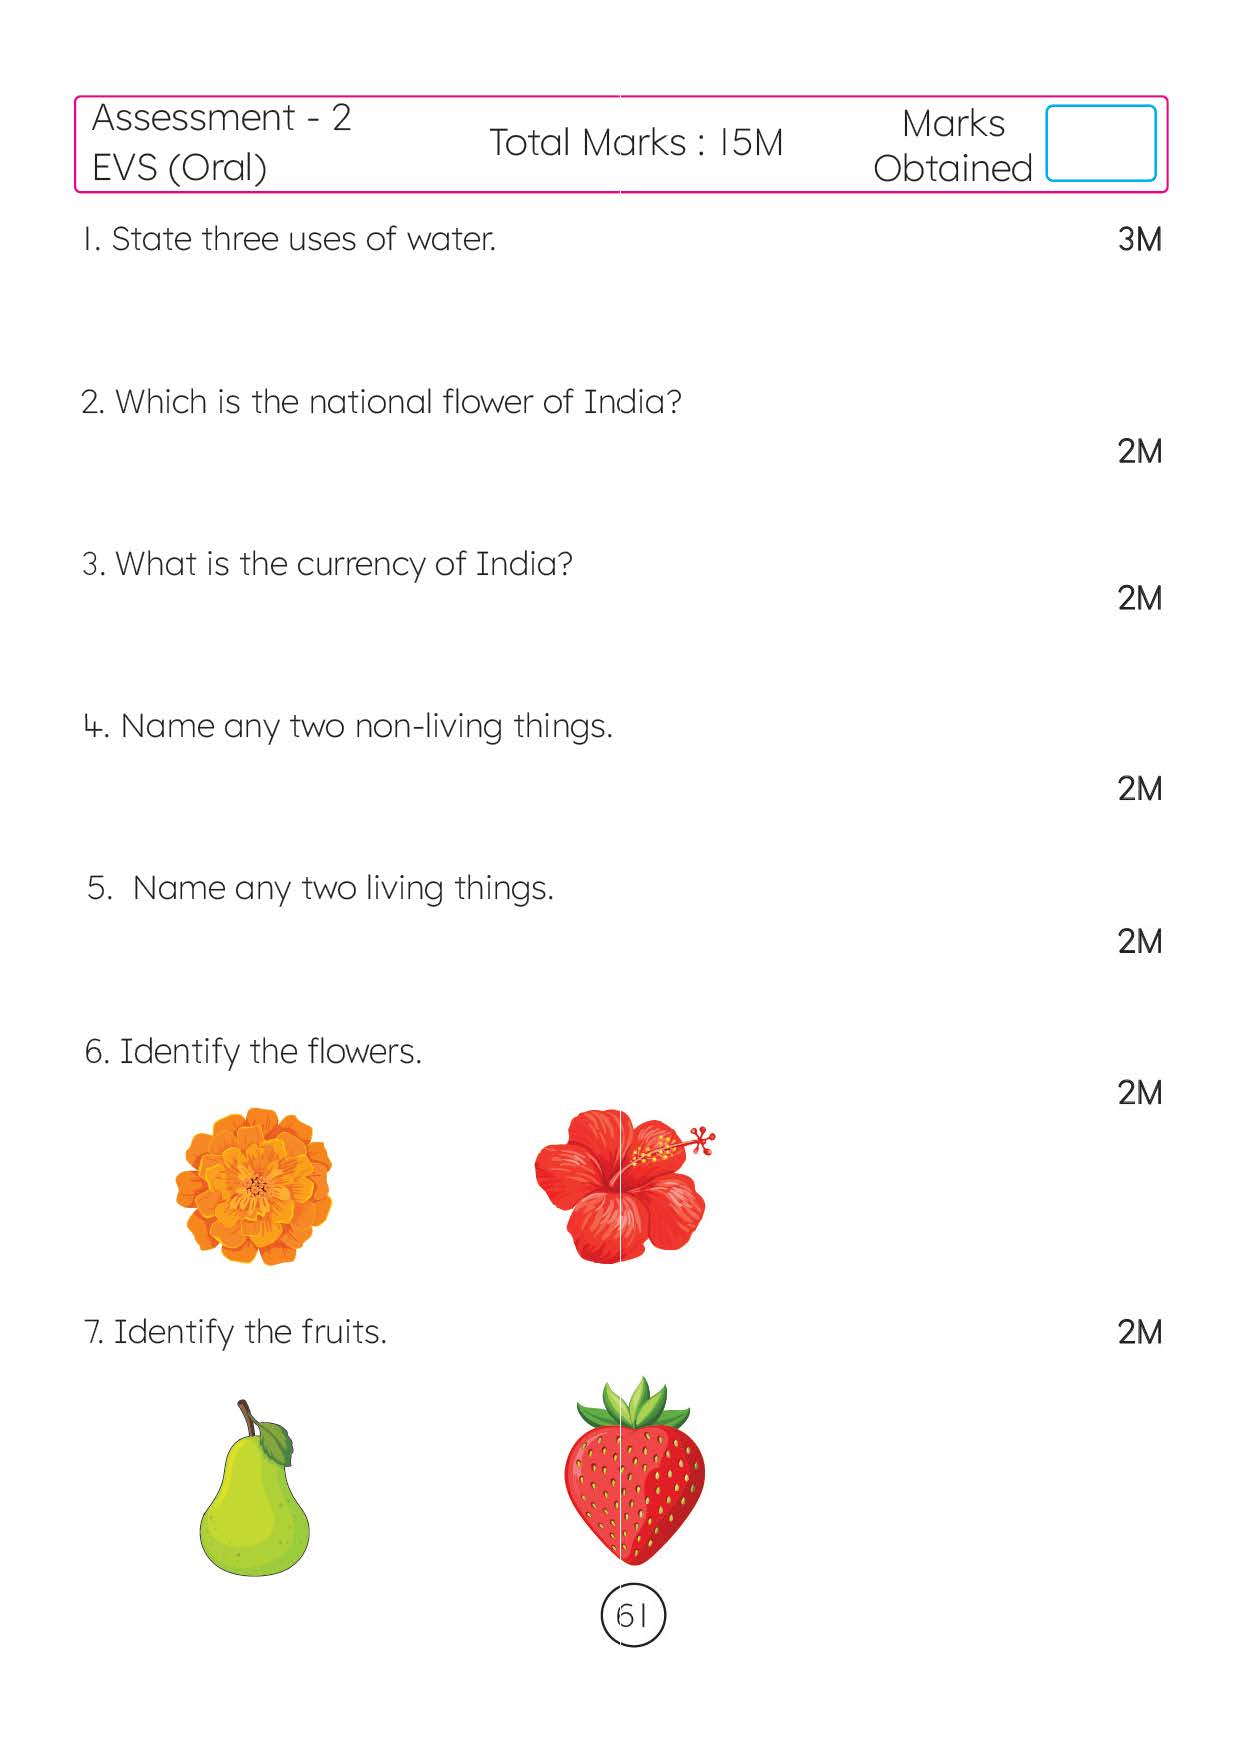 Assessment - 2
EVS (Oral)
Total Marks : 15M
Marks
Obtained
1. State three uses of water. 3M
2. Which is the national flower of India?
2M
3. What is the currency of India?
2M
4. Name any two non-living things.
2M
5. Name any two living things.
2M
6. Identify the flowers.
2M
7. Identify the fruits. 2M
61